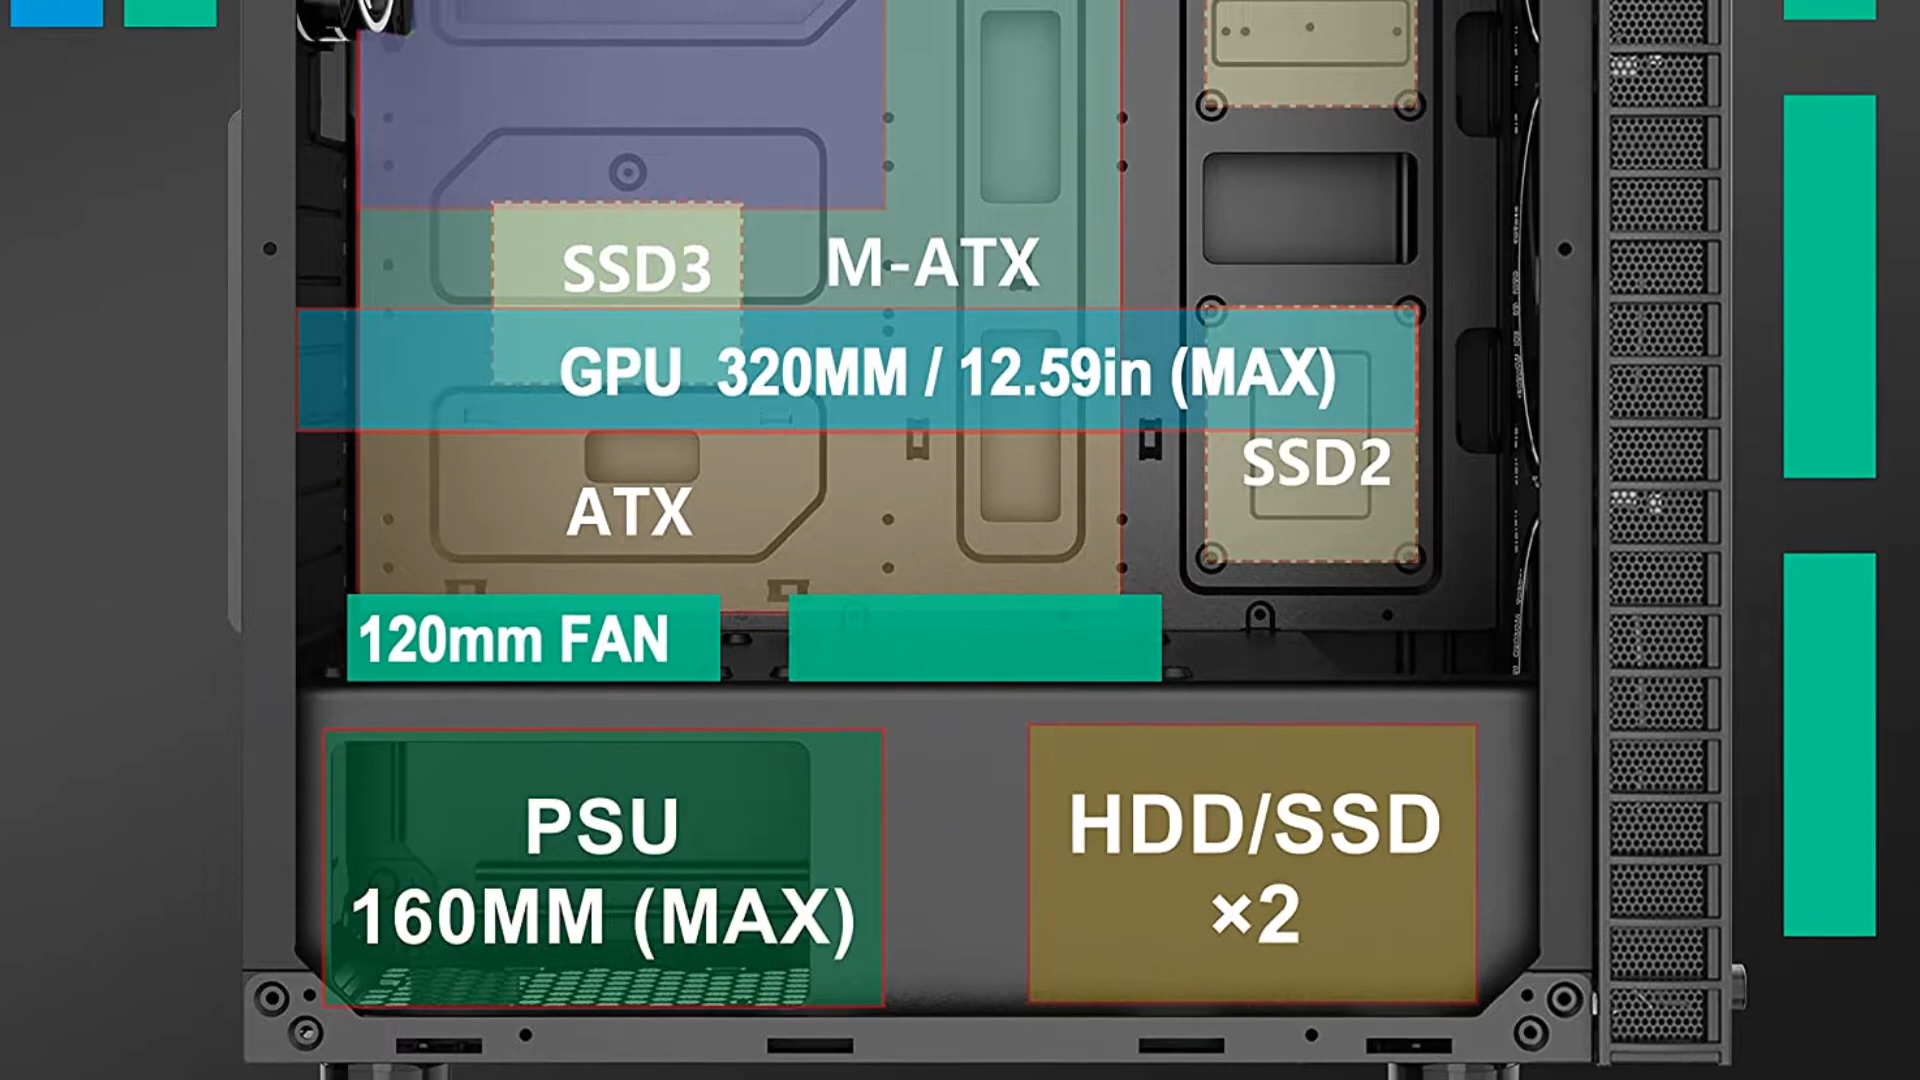 SSD3 M-ATX
GPU 320MM / 12.59in (MAX)
SSD2
ATX
120mm FAN
PSU
160MM (MAX)
HDD/SSD
×2